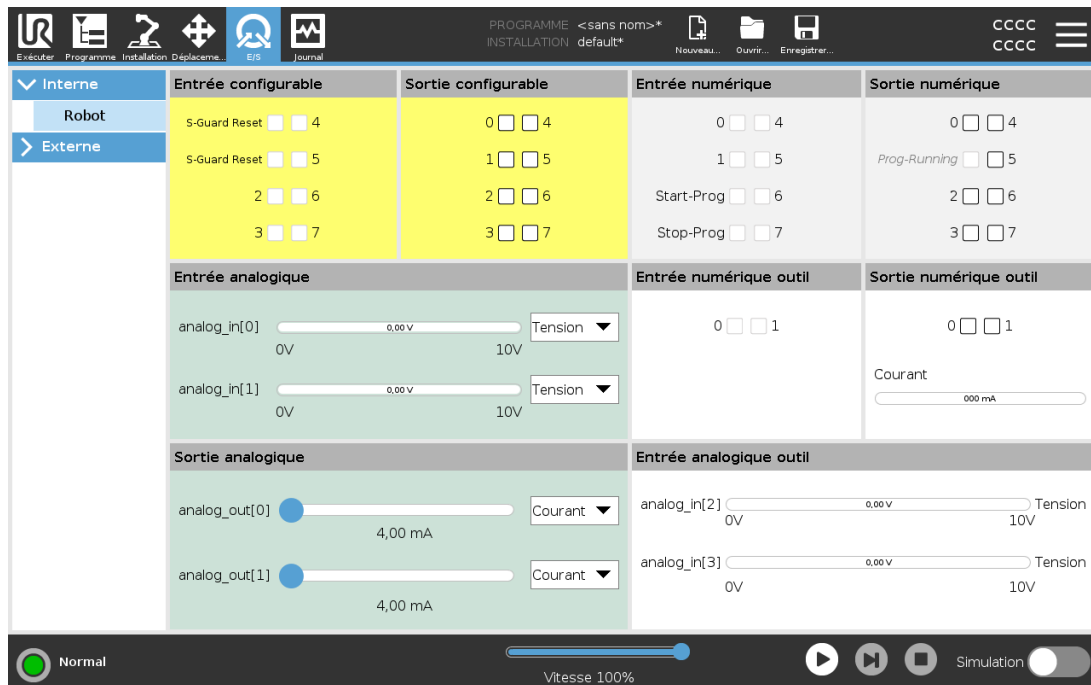 UR
PROGRAMME <sans nom>*
INSTALLATION default*
CCCC
CCCC
Exécuter Programme Installation Déplaceme... E/S Journal
Nouveau... Ouvrir... Enregistrer...
Interne
Robot
Externe
Entrée configurable
S-Guard Reset 4
S-Guard Reset 5
2 6
3 7
Sortie configurable
0 4
1 5
2 6
3 7
Entrée numérique
0 4
1 5
Start-Prog 6
Stop-Prog 7
Sortie numérique
0 4
Prog-Running 5
2 6
3 7
Entrée analogique
analog_in[0] 0,00 V Tension
0V 10V
analog_in[1] 0,00 V Tension
0V 10V
Entrée numérique outil
0 1
Sortie numérique outil
0 1
Courant
000 mA
Sortie analogique
analog_out[0] Courant
4,00 mA
analog_out[1] Courant
4,00 mA
Entrée analogique outil
analog_in[2] 0,00 V Tension
0V 10V
analog_in[3] 0,00 V Tension
0V 10V
Normal
Vitesse 100%
Simulation